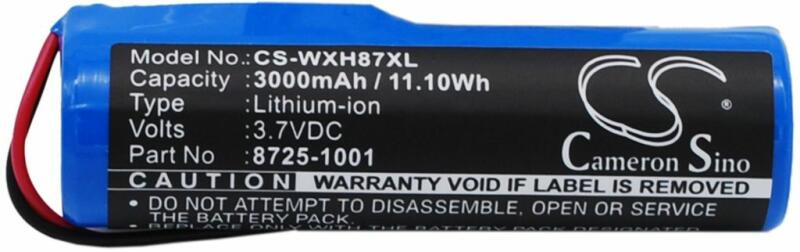 Model No.:CS-WXH87XL
Capacity :3000mAh / 11.10Wh
Type :Lithium-ion
Volts :3.7VDC
Part No :8725-1001
CS®
Cameron Sino
CAUTION WARRANTY VOID IF LABEL IS REMOVED
• DO NOT ATTEMPT TO DISASSEMBLE, OPEN OR SERVICE
THE BATTERY PACK.